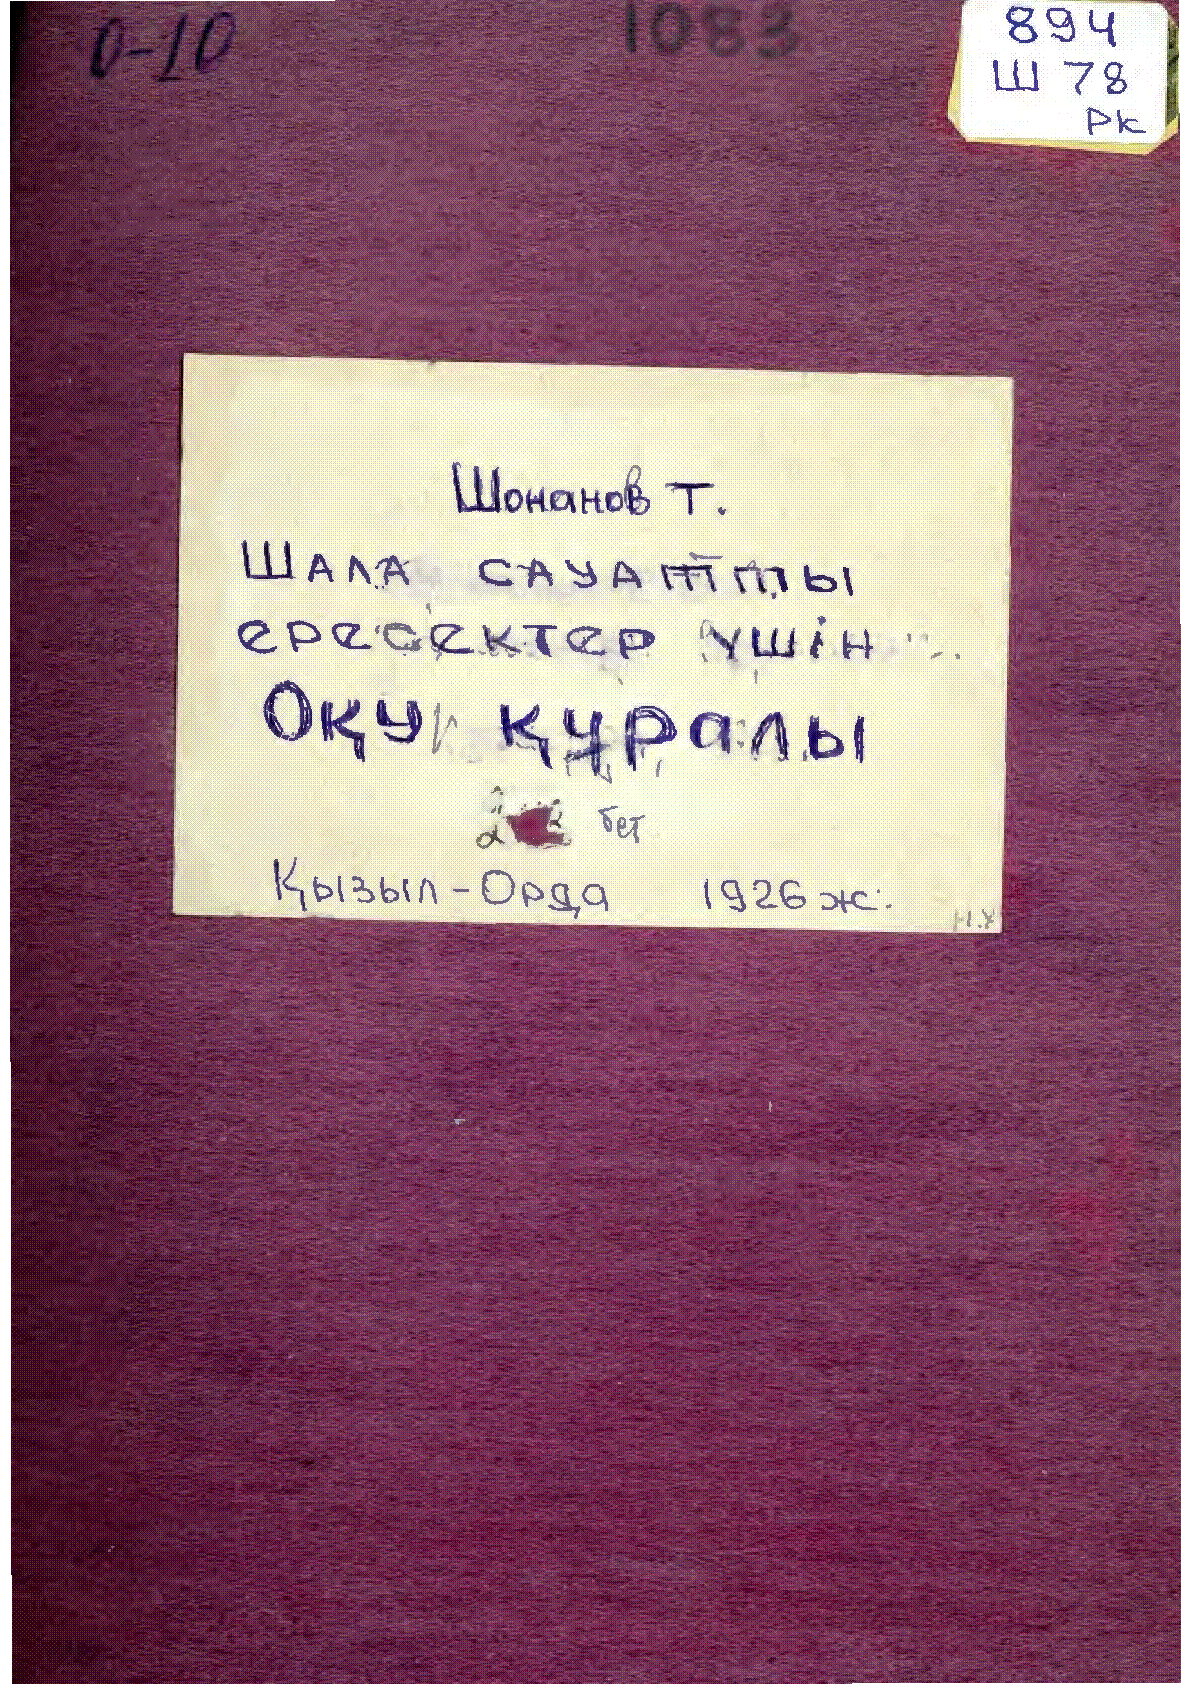 0-10
1083
894
Ш 78
РК
Шонанов Т.
Шала сауатты
ересектер үшін
Оқу құралы
бет
Қызыл-Орда 1926 ж.